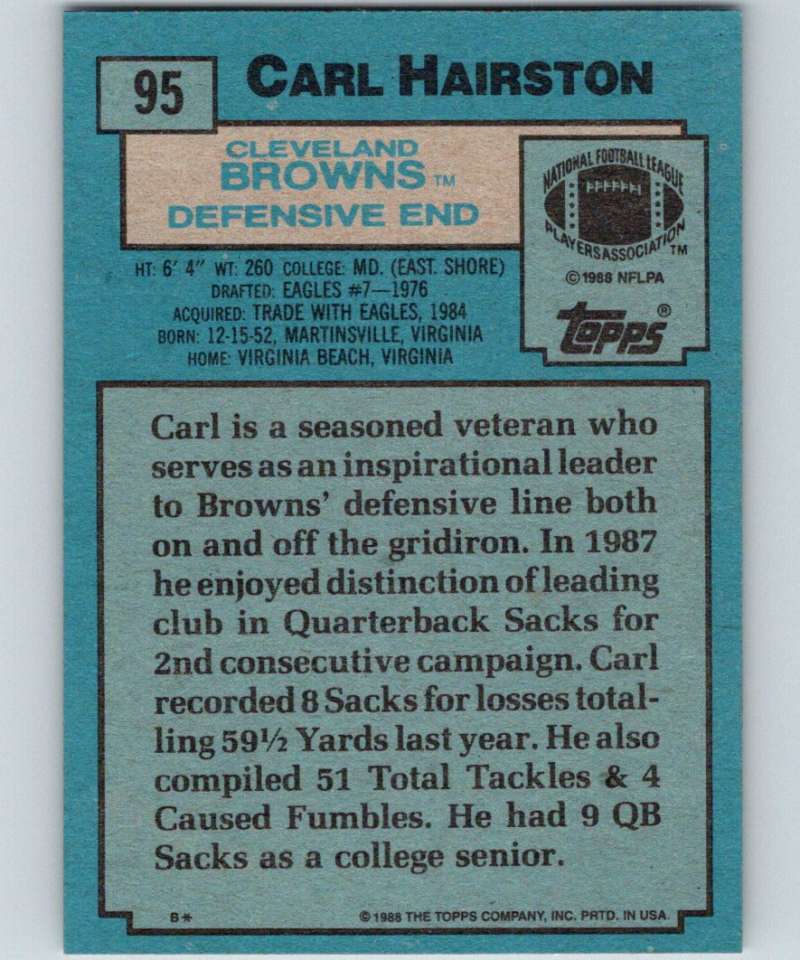 95
CARL HAIRSTON
CLEVELAND
BROWNS TM
DEFENSIVE END
NATIONAL FOOTBALL LEAGUE
PLAYERS ASSOCIATION TM
© 1988 NFLPA
topps®
HT: 6' 4" WT: 260 COLLEGE: MD. (EAST. SHORE)
DRAFTED: EAGLES #7—1976
ACQUIRED: TRADE WITH EAGLES, 1984
BORN: 12-15-52, MARTINSVILLE, VIRGINIA
HOME: VIRGINIA BEACH, VIRGINIA
Carl is a seasoned veteran who
serves as an inspirational leader
to Browns' defensive line both
on and off the gridiron. In 1987
he enjoyed distinction of leading
club in Quarterback Sacks for
2nd consecutive campaign. Carl
recorded 8 Sacks for losses total-
ling 59½ Yards last year. He also
compiled 51 Total Tackles & 4
Caused Fumbles. He had 9 QB
Sacks as a college senior.
B* © 1988 THE TOPPS COMPANY, INC. PRTD. IN USA.